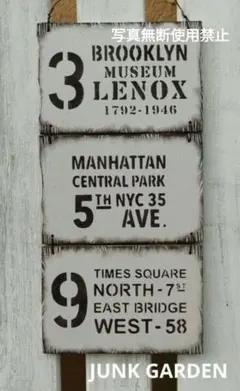 写真無断使用禁止
3 BROOKLYN
MUSEUM
LENOX
1792-1946
MANHATTAN
CENTRAL PARK
5TH NYC 35
AVE.
9 TIMES SQUARE
NORTH-7ST
EAST BRIDGE
WEST-58
JUNK GARDEN